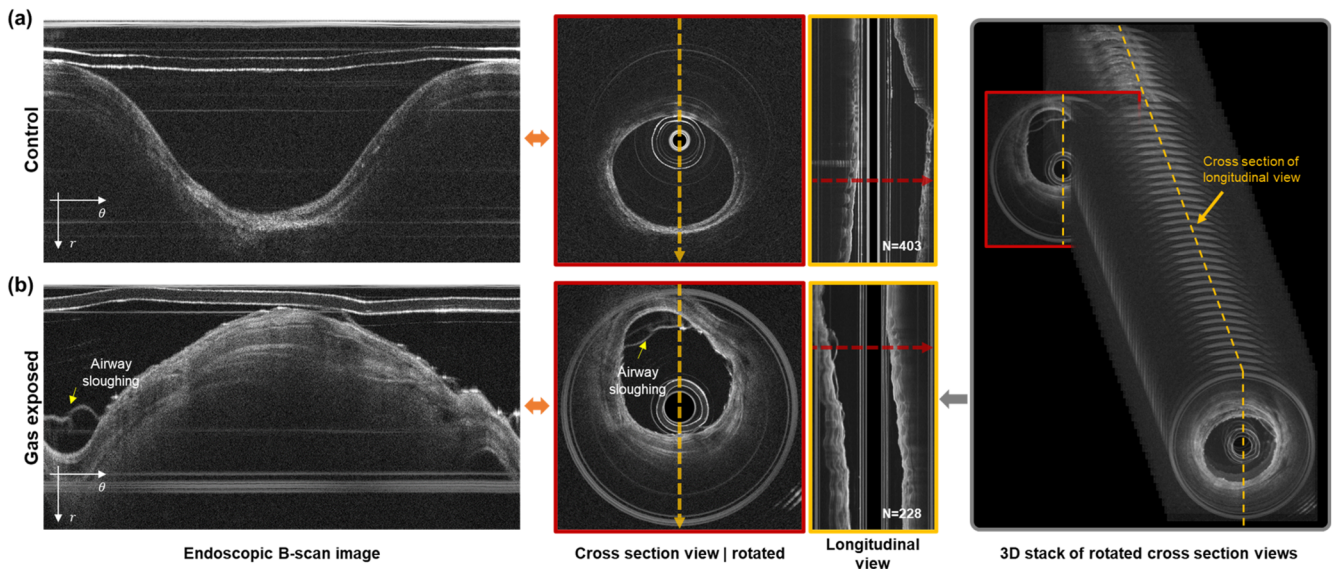 (a)
Control
θ
r
N=403
Cross section of
longitudinal view
(b)
Gas exposed
Airway
sloughing
θ
r
Airway
sloughing
N=228
Endoscopic B-scan image
Cross section view | rotated
Longitudinal
view
3D stack of rotated cross section views